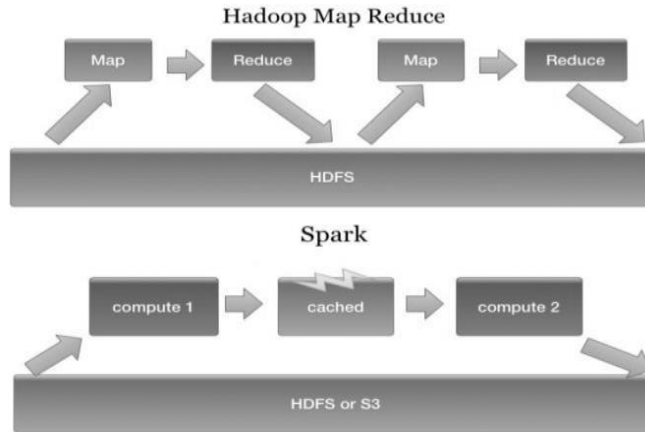 Hadoop Map Reduce
Map Reduce Map Reduce
HDFS
Spark
compute 1 cached compute 2
HDFS or S3